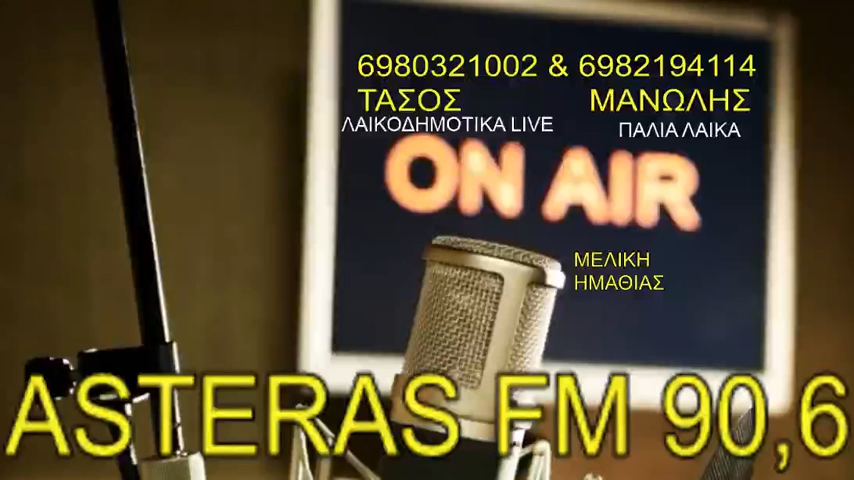 6980321002 & 6982194114
ΤΑΣΟΣ ΜΑΝΩΛΗΣ
ΛΑΙΚΟΔΗΜΟΤΙΚΑ LIVE ΠΑΛΙΑ ΛΑΙΚΑ
ON AIR
ΜΕΛΙΚΗ
ΗΜΑΘΙΑΣ
ASTERAS FM 90,6